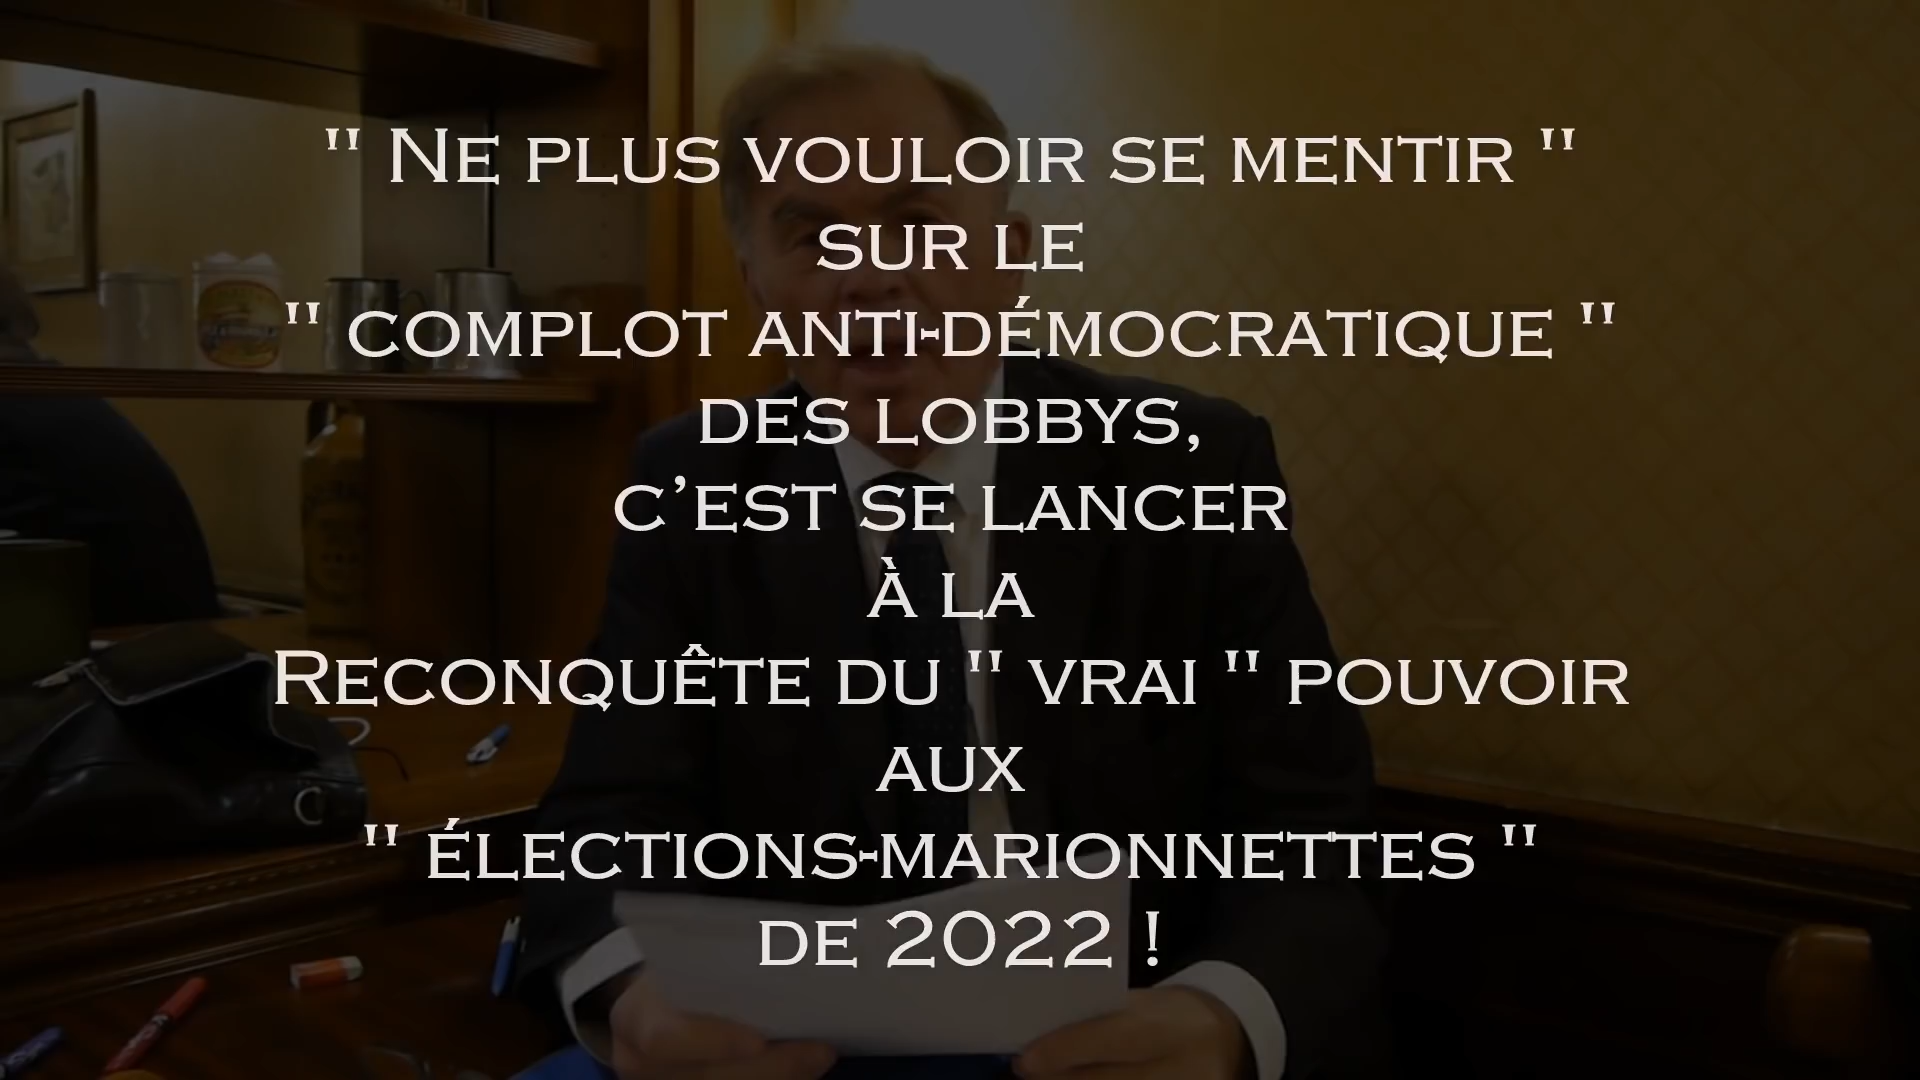 " Ne plus vouloir se mentir "
sur le
" complot anti-démocratique "
des lobbys,
c’est se lancer
à la
Reconquête du " vrai " pouvoir
aux
" élections-marionnettes "
de 2022 !